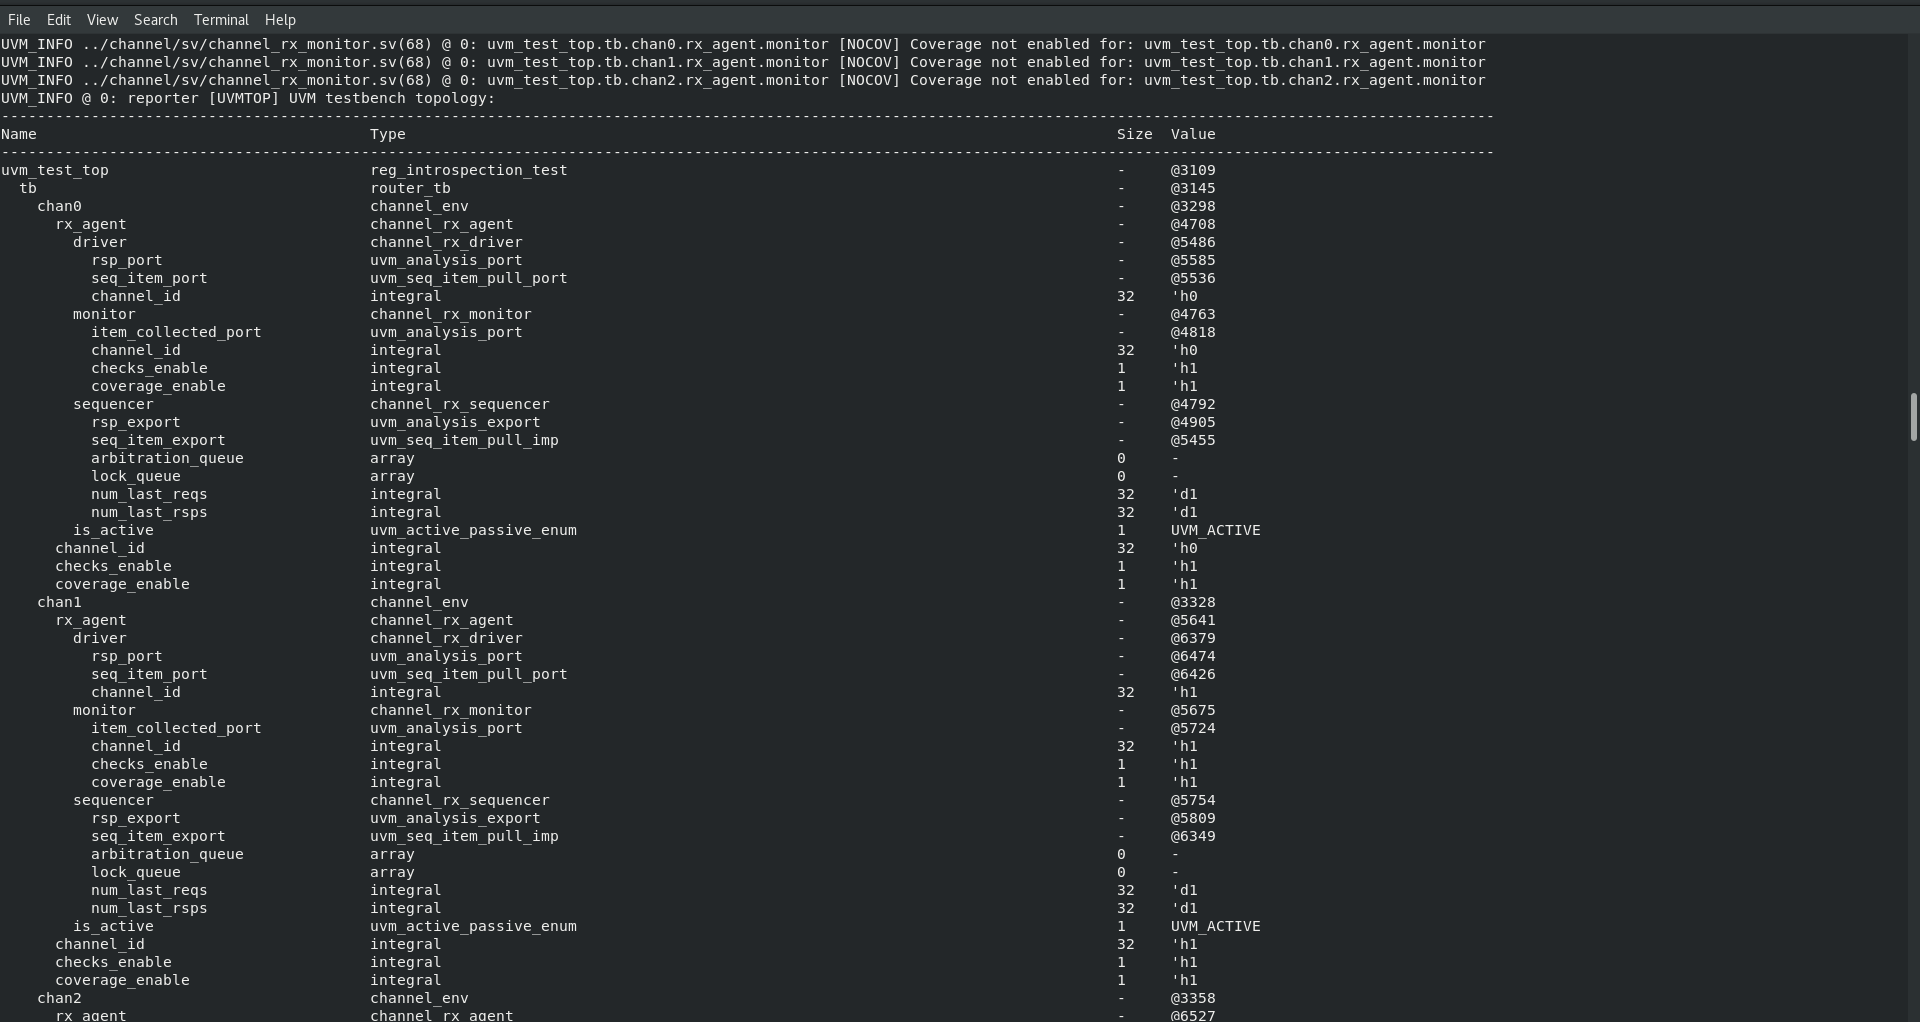 File Edit View Search Terminal Help
UVM_INFO ../channel/sv/channel_rx_monitor.sv(68) @ 0: uvm_test_top.tb.chan0.rx_agent.monitor [NOCOV] Coverage not enabled for: uvm_test_top.tb.chan0.rx_agent.monitor
UVM_INFO ../channel/sv/channel_rx_monitor.sv(68) @ 0: uvm_test_top.tb.chan1.rx_agent.monitor [NOCOV] Coverage not enabled for: uvm_test_top.tb.chan1.rx_agent.monitor
UVM_INFO ../channel/sv/channel_rx_monitor.sv(68) @ 0: uvm_test_top.tb.chan2.rx_agent.monitor [NOCOV] Coverage not enabled for: uvm_test_top.tb.chan2.rx_agent.monitor
UVM_INFO @ 0: reporter [UVMTOP] UVM testbench topology:
----------------------------------------------------------------------------------------------------------------------------------------------------------------------
Name Type Size Value
----------------------------------------------------------------------------------------------------------------------------------------------------------------------
uvm_test_top reg_introspection_test - @3109
tb router_tb - @3145
chan0 channel_env - @3298
rx_agent channel_rx_agent - @4708
driver channel_rx_driver - @5486
rsp_port uvm_analysis_port - @5585
seq_item_port uvm_seq_item_pull_port - @5536
channel_id integral 32 'h0
monitor channel_rx_monitor - @4763
item_collected_port uvm_analysis_port - @4818
channel_id integral 32 'h0
checks_enable integral 1 'h1
coverage_enable integral 1 'h1
sequencer channel_rx_sequencer - @4792
rsp_export uvm_analysis_export - @4905
seq_item_export uvm_seq_item_pull_imp - @5455
arbitration_queue array 0 -
lock_queue array 0 -
num_last_reqs integral 32 'd1
num_last_rsps integral 32 'd1
is_active uvm_active_passive_enum 1 UVM_ACTIVE
channel_id integral 32 'h0
checks_enable integral 1 'h1
coverage_enable integral 1 'h1
chan1 channel_env - @3328
rx_agent channel_rx_agent - @5641
driver channel_rx_driver - @6379
rsp_port uvm_analysis_port - @6474
seq_item_port uvm_seq_item_pull_port - @6426
channel_id integral 32 'h1
monitor channel_rx_monitor - @5675
item_collected_port uvm_analysis_port - @5724
channel_id integral 32 'h1
checks_enable integral 1 'h1
coverage_enable integral 1 'h1
sequencer channel_rx_sequencer - @5754
rsp_export uvm_analysis_export - @5809
seq_item_export uvm_seq_item_pull_imp - @6349
arbitration_queue array 0 -
lock_queue array 0 -
num_last_reqs integral 32 'd1
num_last_rsps integral 32 'd1
is_active uvm_active_passive_enum 1 UVM_ACTIVE
channel_id integral 32 'h1
checks_enable integral 1 'h1
coverage_enable integral 1 'h1
chan2 channel_env - @3358
rx_agent channel_rx_agent - @6527